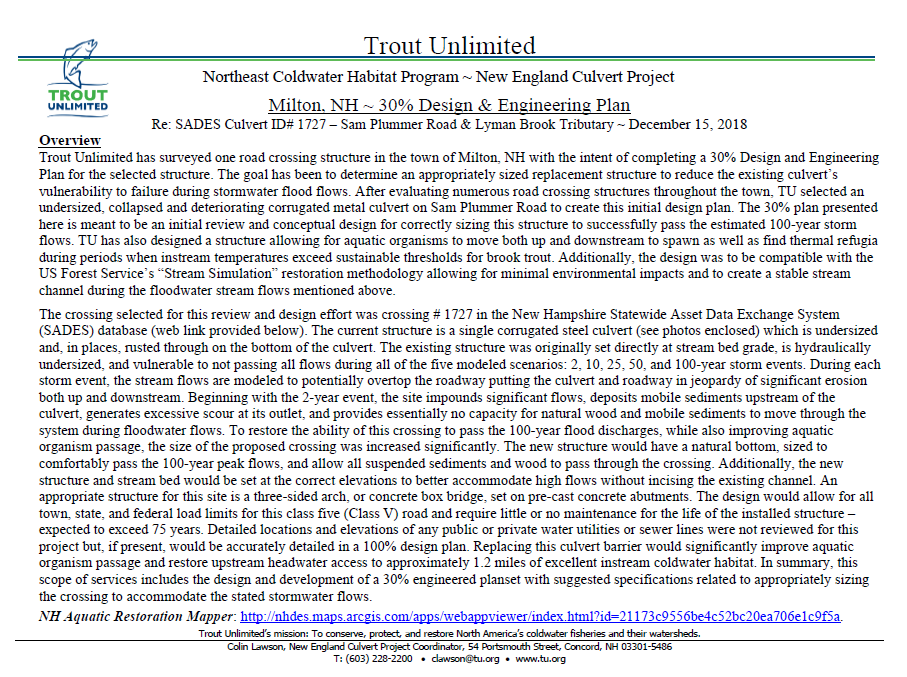 Trout Unlimited
TROUT
UNLIMITED
Northeast Coldwater Habitat Program ~ New England Culvert Project
Milton, NH ~ 30% Design & Engineering Plan
Re: SADES Culvert ID# 1727 – Sam Plummer Road & Lyman Brook Tributary ~ December 15, 2018
Overview
Trout Unlimited has surveyed one road crossing structure in the town of Milton, NH with the intent of completing a 30% Design and Engineering
Plan for the selected structure. The goal has been to determine an appropriately sized replacement structure to reduce the existing culvert's
vulnerability to failure during stormwater flood flows. After evaluating numerous road crossing structures throughout the town, TU selected an
undersized, collapsed and deteriorating corrugated metal culvert on Sam Plummer Road to create this initial design plan. The 30% plan presented
here is meant to be an initial review and conceptual design for correctly sizing this structure to successfully pass the estimated 100-year storm
flows. TU has also designed a structure allowing for aquatic organisms to move both up and downstream to spawn as well as find thermal refugia
during periods when instream temperatures exceed sustainable thresholds for brook trout. Additionally, the design was to be compatible with the
US Forest Service's “Stream Simulation” restoration methodology allowing for minimal environmental impacts and to create a stable stream
channel during the floodwater stream flows mentioned above.
The crossing selected for this review and design effort was crossing # 1727 in the New Hampshire Statewide Asset Data Exchange System
(SADES) database (web link provided below). The current structure is a single corrugated steel culvert (see photos enclosed) which is undersized
and, in places, rusted through on the bottom of the culvert. The existing structure was originally set directly at stream bed grade, is hydraulically
undersized, and vulnerable to not passing all flows during all of the five modeled scenarios: 2, 10, 25, 50, and 100-year storm events. During each
storm event, the stream flows are modeled to potentially overtop the roadway putting the culvert and roadway in jeopardy of significant erosion
both up and downstream. Beginning with the 2-year event, the site impounds significant flows, deposits mobile sediments upstream of the
culvert, generates excessive scour at its outlet, and provides essentially no capacity for natural wood and mobile sediments to move through the
system during floodwater flows. To restore the ability of this crossing to pass the 100-year flood discharges, while also improving aquatic
organism passage, the size of the proposed crossing was increased significantly. The new structure would have a natural bottom, sized to
comfortably pass the 100-year peak flows, and allow all suspended sediments and wood to pass through the crossing. Additionally, the new
structure and stream bed would be set at the correct elevations to better accommodate high flows without incising the existing channel. An
appropriate structure for this site is a three-sided arch, or concrete box bridge, set on pre-cast concrete abutments. The design would allow for all
town, state, and federal load limits for this class five (Class V) road and require little or no maintenance for the life of the installed structure –
expected to exceed 75 years. Detailed locations and elevations of any public or private water utilities or sewer lines were not reviewed for this
project but, if present, would be accurately detailed in a 100% design plan. Replacing this culvert barrier would significantly improve aquatic
organism passage and restore upstream headwater access to approximately 1.2 miles of excellent instream coldwater habitat. In summary, this
scope of services includes the design and development of a 30% engineered planset with suggested specifications related to appropriately sizing
the crossing to accommodate the stated stormwater flows.
NH Aquatic Restoration Mapper: http://nhdes.maps.arcgis.com/apps/webappviewer/index.html?id=21173c9556be4c52bc20ea706e1c9f5a.
Trout Unlimited's mission: To conserve, protect, and restore North America's coldwater fisheries and their watersheds.
Colin Lawson, New England Culvert Project Coordinator, 54 Portsmouth Street, Concord, NH 03301-5486
T: (603) 228-2200 • clawson@tu.org • www.tu.org